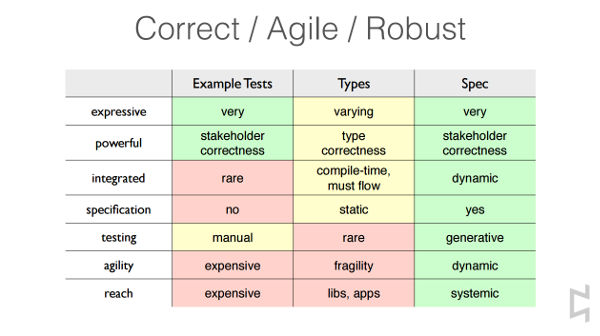 Correct / Agile / Robust
Example Tests Types Spec
expressive very varying very
powerful stakeholder correctness type correctness stakeholder correctness
integrated rare compile-time, must flow dynamic
specification no static yes
testing manual rare generative
agility expensive fragility dynamic
reach expensive libs, apps systemic